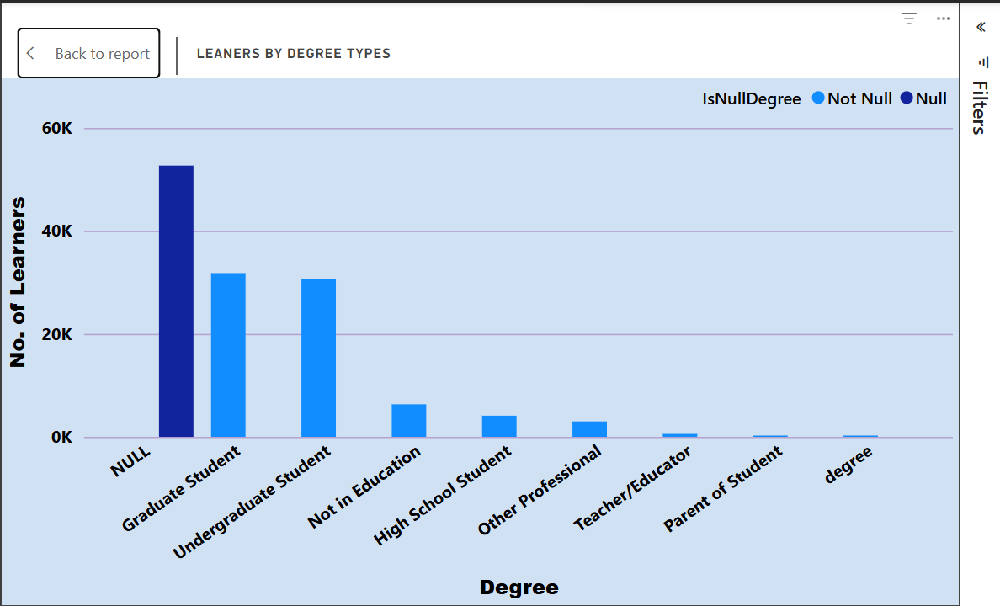 Back to report
LEANERS BY DEGREE TYPES
Filters
IsNullDegree Not Null Null
No. of Learners
60K
40K
20K
0K
NULL
Graduate Student
Undergraduate Student
Not in Education
High School Student
Other Professional
Teacher/Educator
Parent of Student
degree
Degree